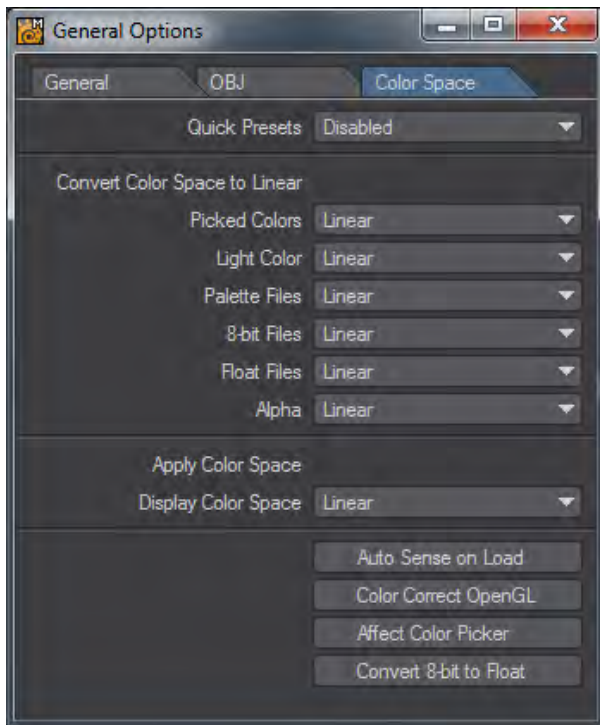 General Options
General OBJ Color Space
Quick Presets Disabled
Convert Color Space to Linear
Picked Colors Linear
Light Color Linear
Palette Files Linear
8-bit Files Linear
Float Files Linear
Alpha Linear
Apply Color Space
Display Color Space Linear
Auto Sense on Load
Color Correct OpenGL
Affect Color Picker
Convert 8-bit to Float